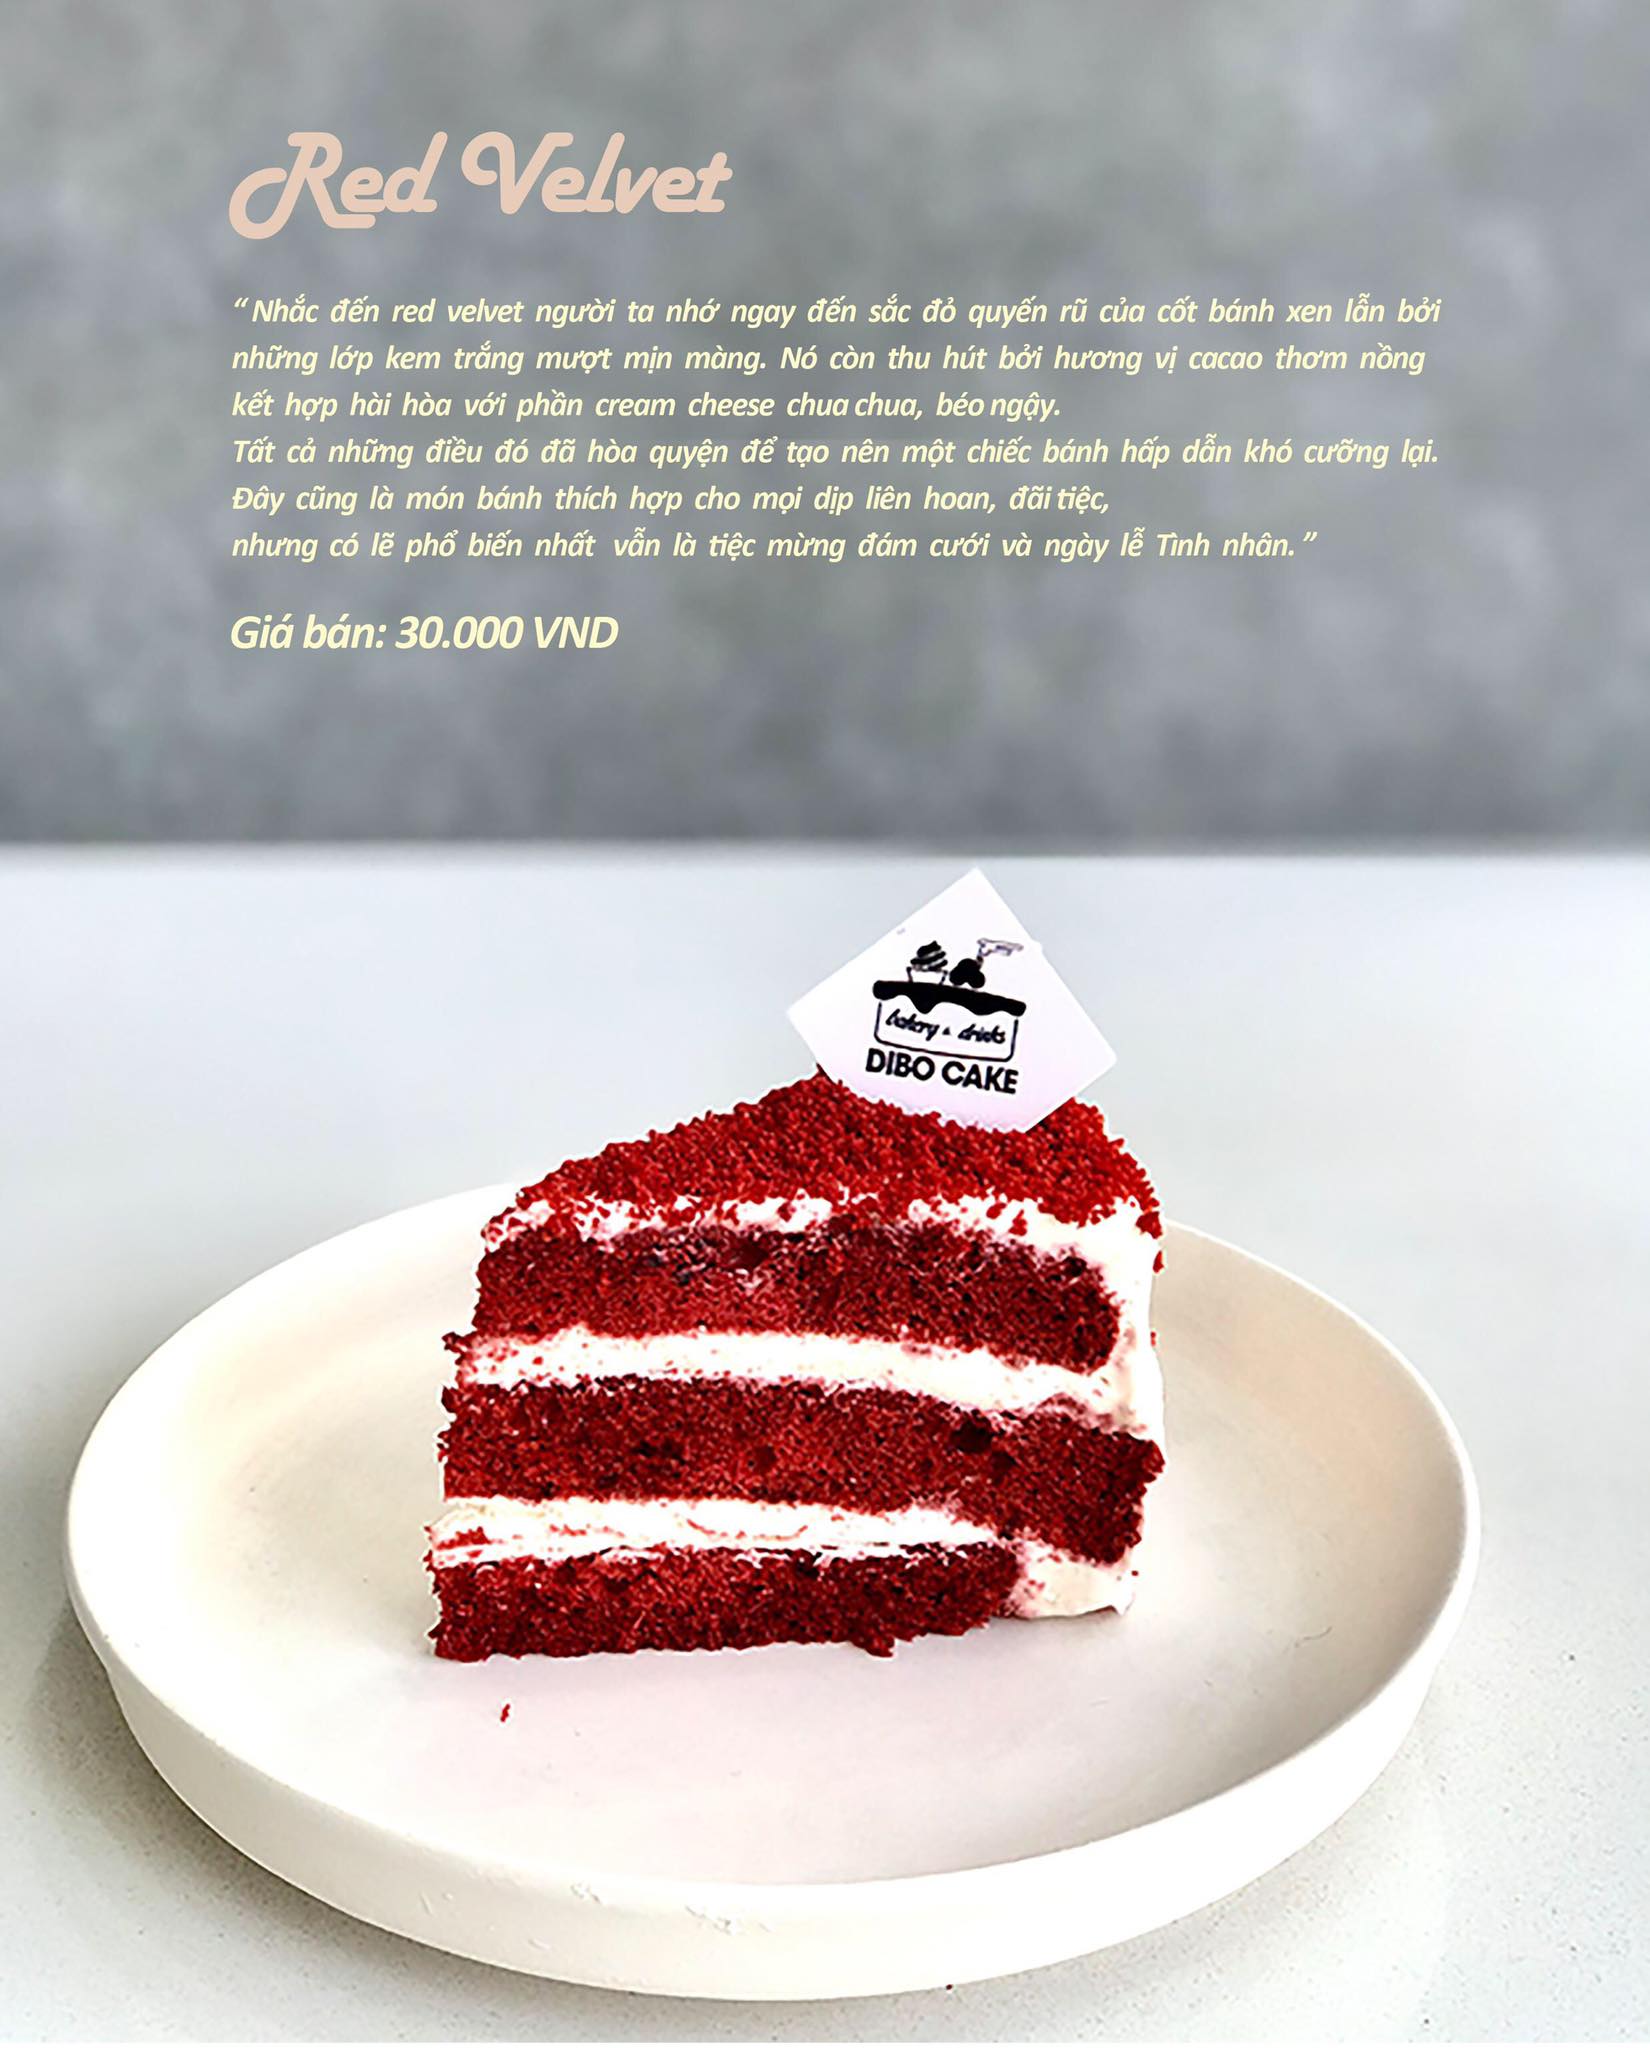 Red Velvet
“ Nhắc đến red velvet người ta nhớ ngay đến sắc đỏ quyến rũ của cốt bánh xen lẫn bởi
những lớp kem trắng mượt mịn màng. Nó còn thu hút bởi hương vị cacao thơm nồng
kết hợp hài hòa với phần cream cheese chua chua, béo ngậy.
Tất cả những điều đó đã hòa quyện để tạo nên một chiếc bánh hấp dẫn khó cưỡng lại.
Đây cũng là món bánh thích hợp cho mọi dịp liên hoan, đãi tiệc,
nhưng có lẽ phổ biến nhất vẫn là tiệc mừng đám cưới và ngày lễ Tình nhân. ”
Giá bán: 30.000 VND
bakery & drinks
DIBO CAKE